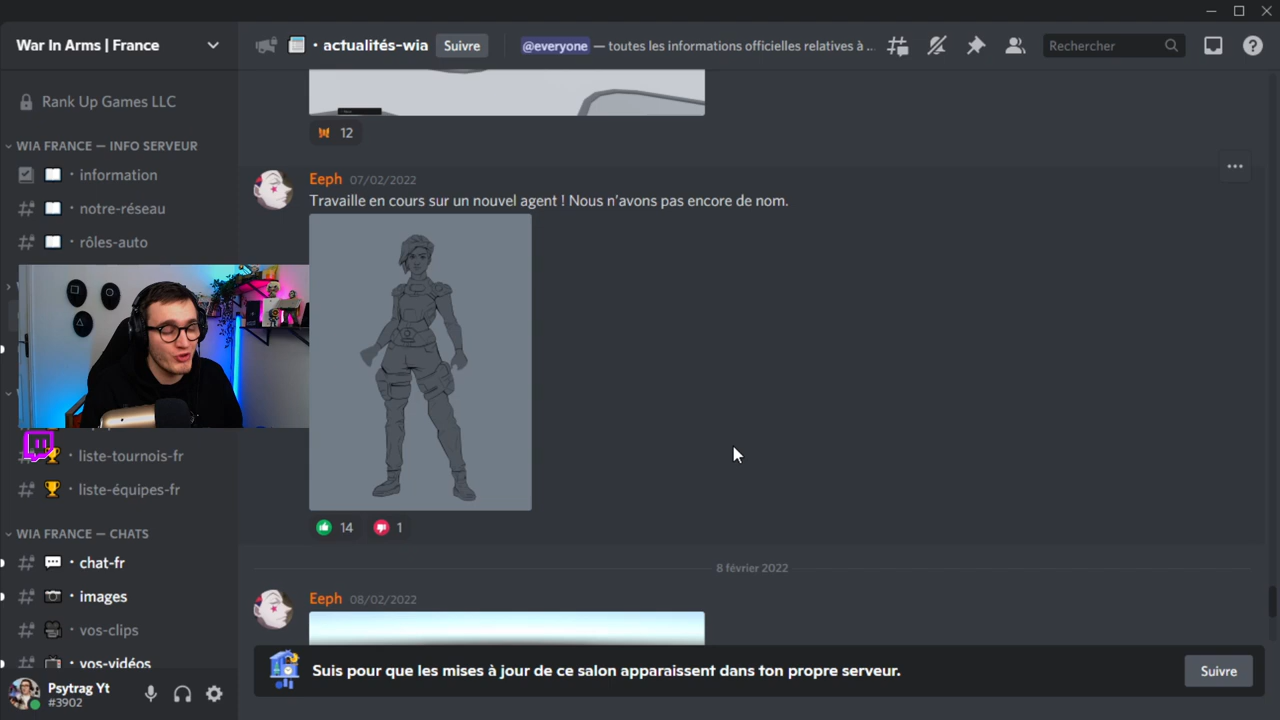 War In Arms | France
· actualités-wia
Suivre
@everyone — toutes les informations officielles relatives à ...
Rechercher
Rank Up Games LLC
WIA FRANCE — INFO SERVEUR
· information
· notre-réseau
· rôles-auto
· liste-tournois-fr
· liste-équipes-fr
WIA FRANCE — CHATS
· chat-fr
· images
· vos-clips
· vos-vidéos
Psytrag Yt
#3902
12
Eeph 07/02/2022
Travaille en cours sur un nouvel agent ! Nous n'avons pas encore de nom.
14
1
8 février 2022
Eeph 08/02/2022
Suis pour que les mises à jour de ce salon apparaissent dans ton propre serveur.
Suivre